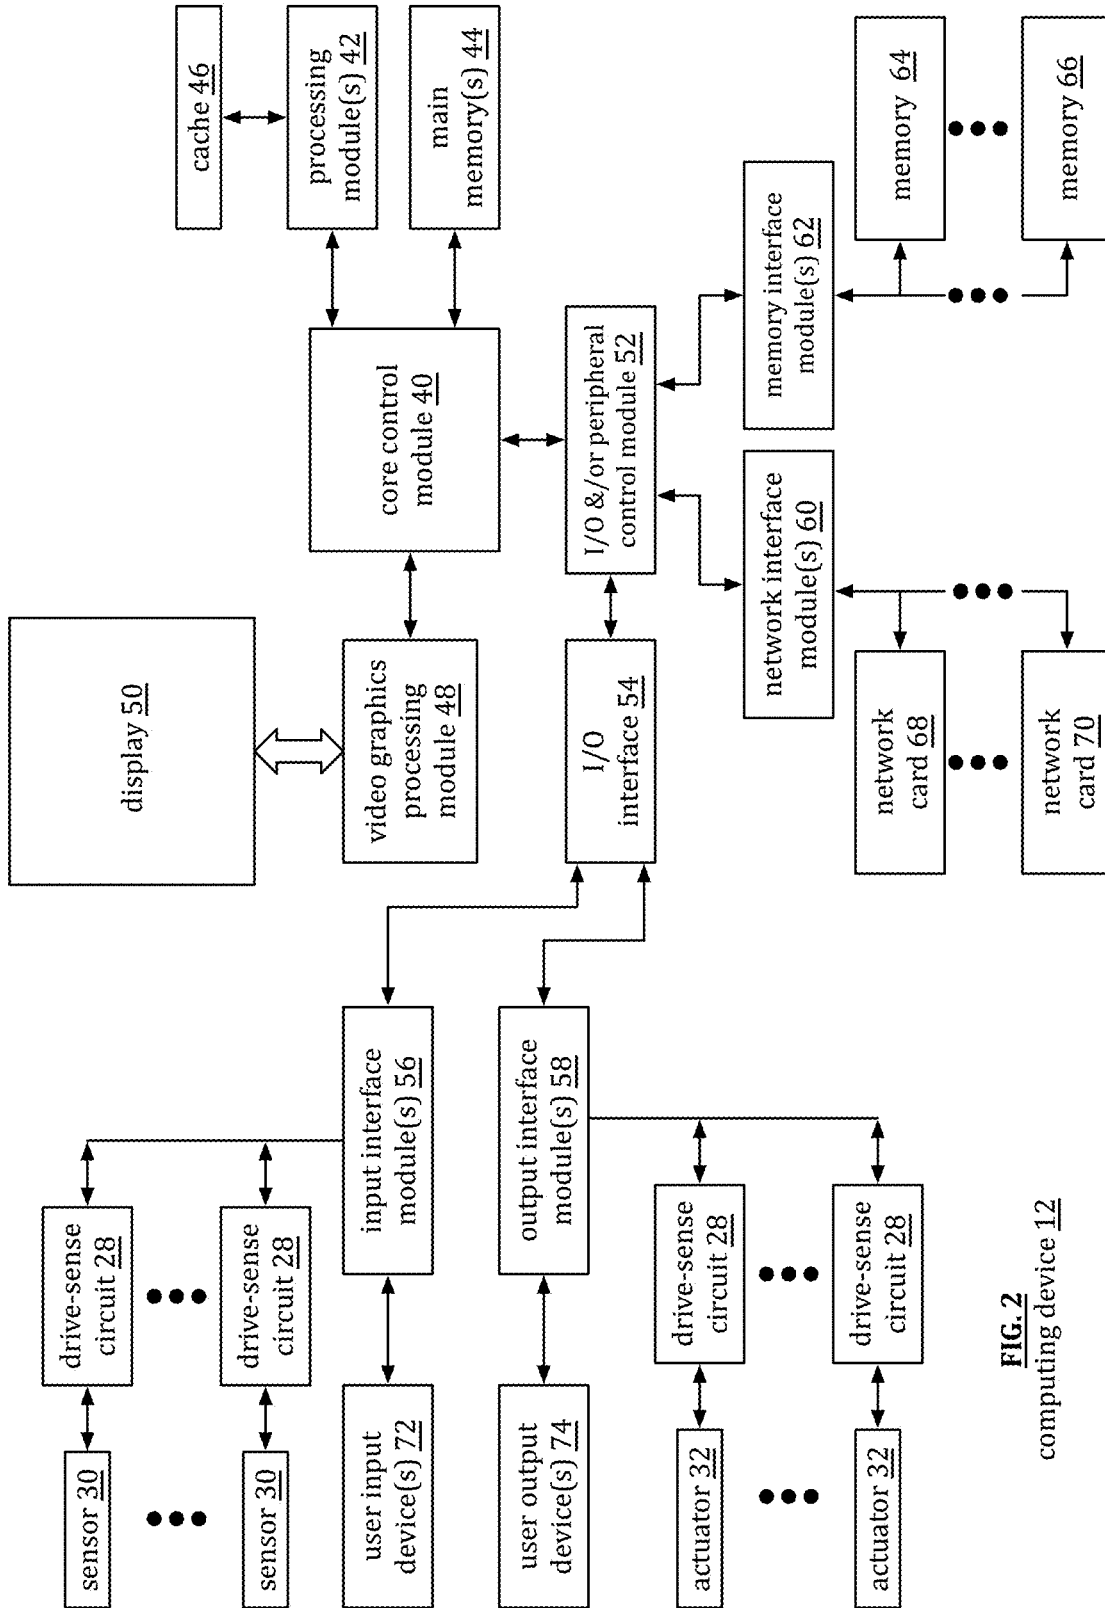 sensor 30
sensor 30
drive-sense
circuit 28
drive-sense
circuit 28
display 50
cache 46
processing
module(s) 42
main
memory(s) 44
core control
module 40
video graphics
processing
module 48
user input
device(s) 72
input interface
module(s) 56
user output
device(s) 74
output interface
module(s) 58
I/O
interface 54
I/O &/or peripheral
control module 52
network interface
module(s) 60
memory interface
module(s) 62
actuator 32
drive-sense
circuit 28
actuator 32
drive-sense
circuit 28
network
card 68
network
card 70
memory 64
memory 66
FIG. 2
computing device 12